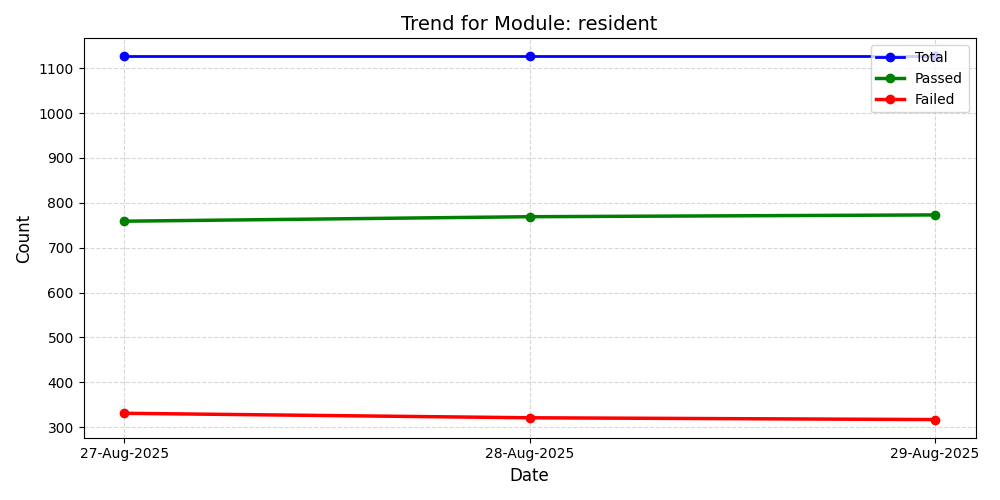 Trend for Module: resident
Total
Passed
Failed
Count
1100
1000
900
800
700
600
500
400
300
27-Aug-2025
28-Aug-2025
29-Aug-2025
Date